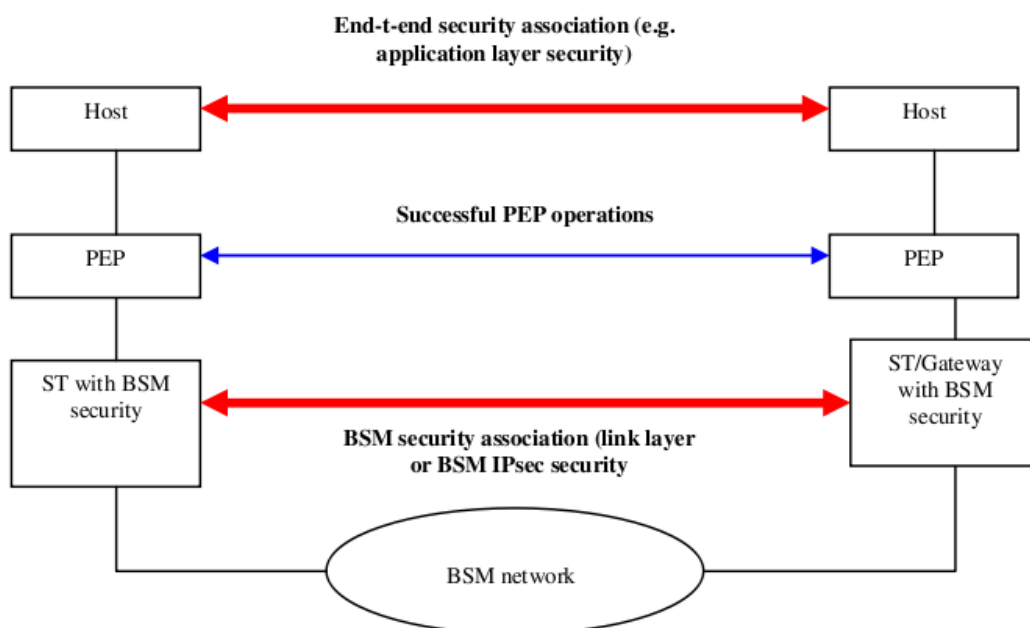 End-t-end security association (e.g.
application layer security)
Host
Host
Successful PEP operations
PEP
PEP
ST with BSM
security
ST/Gateway
with BSM
security
BSM security association (link layer
or BSM IPsec security
BSM network